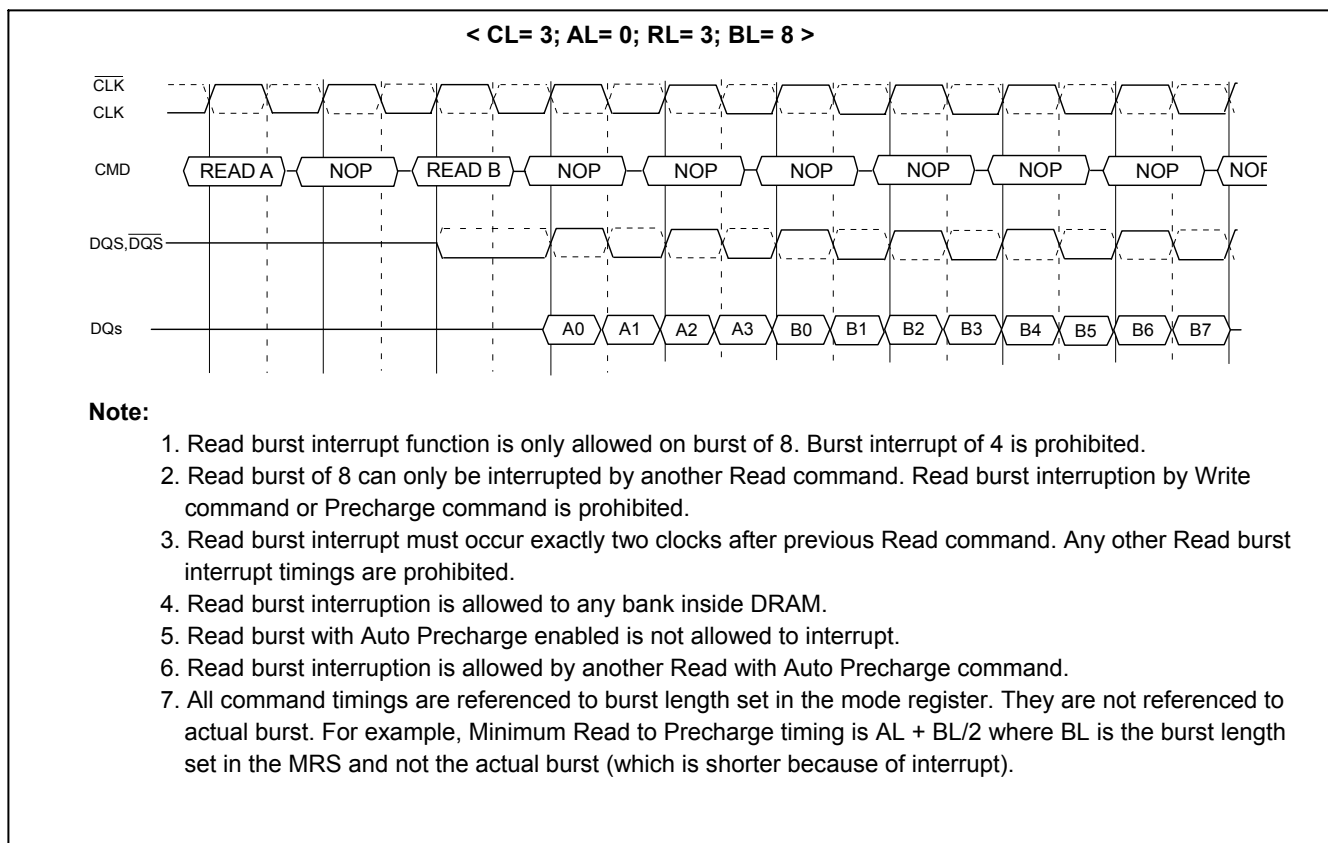 < CL= 3; AL= 0; RL= 3; BL= 8 >
CLK
CLK
CMD READ A NOP READ B NOP NOP NOP NOP NOP NOP NOP
DQS,DQS
DQs A0 A1 A2 A3 B0 B1 B2 B3 B4 B5 B6 B7
Note:
1. Read burst interrupt function is only allowed on burst of 8. Burst interrupt of 4 is prohibited.
2. Read burst of 8 can only be interrupted by another Read command. Read burst interruption by Write
command or Precharge command is prohibited.
3. Read burst interrupt must occur exactly two clocks after previous Read command. Any other Read burst
interrupt timings are prohibited.
4. Read burst interruption is allowed to any bank inside DRAM.
5. Read burst with Auto Precharge enabled is not allowed to interrupt.
6. Read burst interruption is allowed by another Read with Auto Precharge command.
7. All command timings are referenced to burst length set in the mode register. They are not referenced to
actual burst. For example, Minimum Read to Precharge timing is AL + BL/2 where BL is the burst length
set in the MRS and not the actual burst (which is shorter because of interrupt).